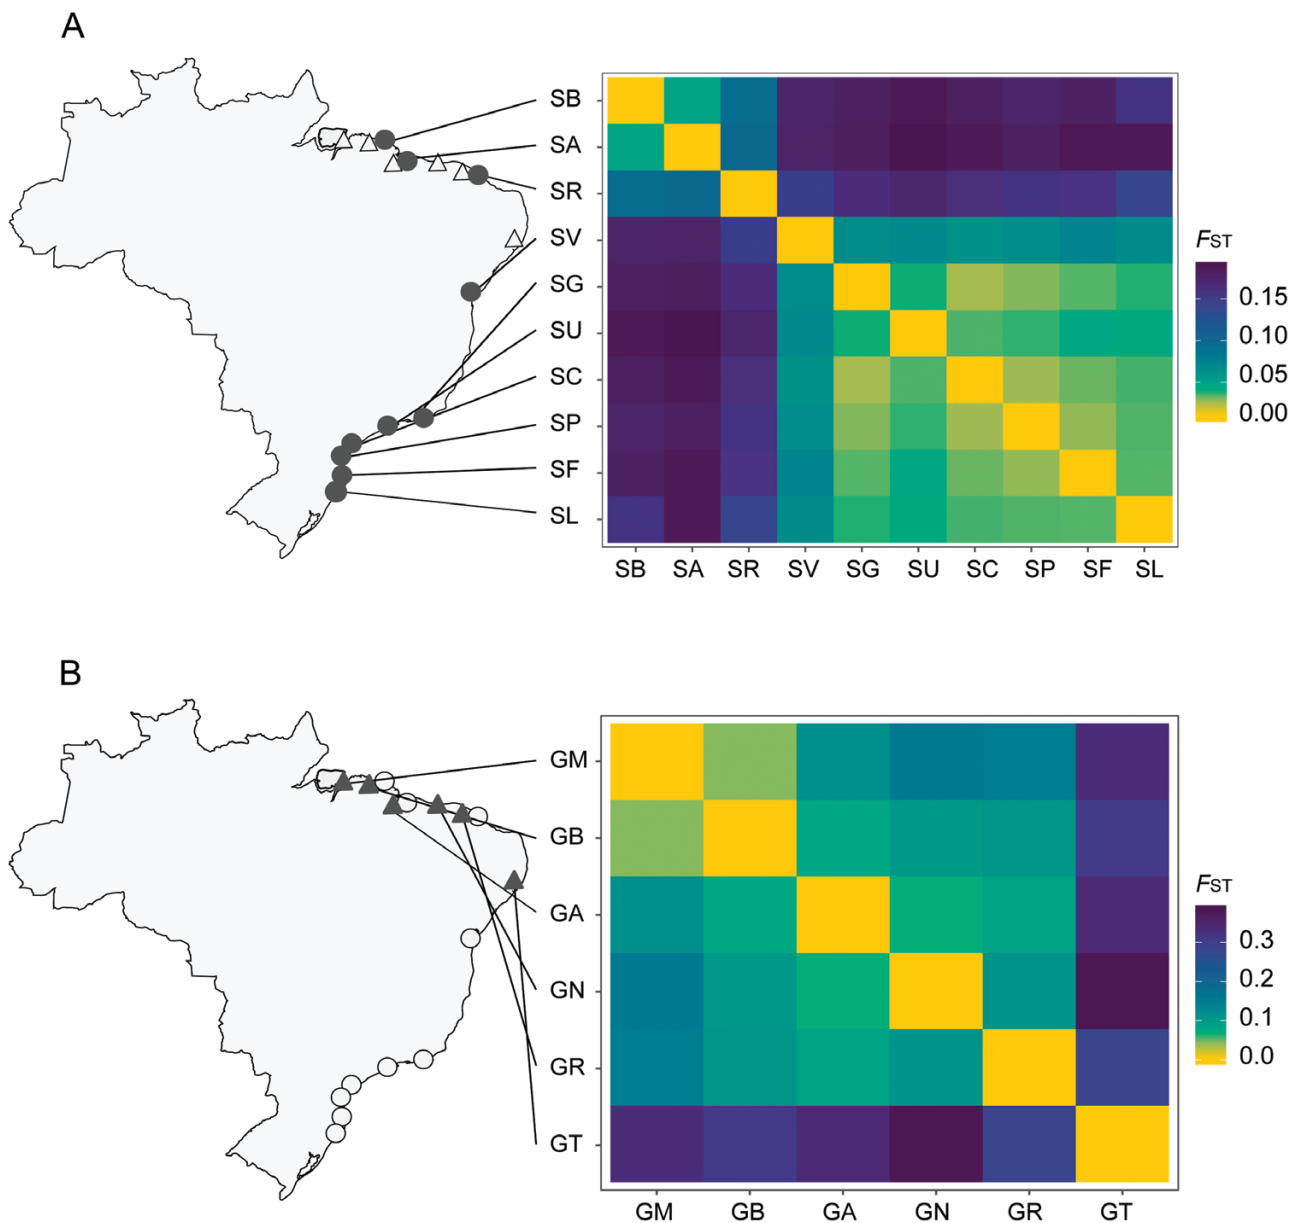 A
SB
SA
SR
SV
SG
SU
SC
SP
SF
SL
SB SA SR SV SG SU SC SP SF SL
FST
0.15
0.10
0.05
0.00
B
GM
GB
GA
GN
GR
GT
GM GB GA GN GR GT
FST
0.3
0.2
0.1
0.0